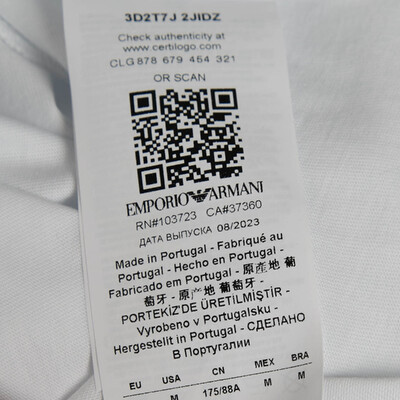 3D2T7J 2JIDZ
Check authenticity at
www.certilogo.com
CLG 878 679 454 321
OR SCAN
EMPORIO ARMANI
RN#103723 CA#37360
ДАТА ВЫПУСКА 08/2023
Made in Portugal - Fabriqué au
Portugal - Hecho en Portugal -
Fabricado em Portugal - 原產地 葡
萄牙 - 原产地 葡萄牙 -
PORTEKİZ'DE ÜRETİLMİŞTİR -
Vyrobeno v Portugalsku -
Hergestellt in Portugal - СДЕЛАНО
В Португалии
EU USA CN MEX BRA
M 175/88A M M